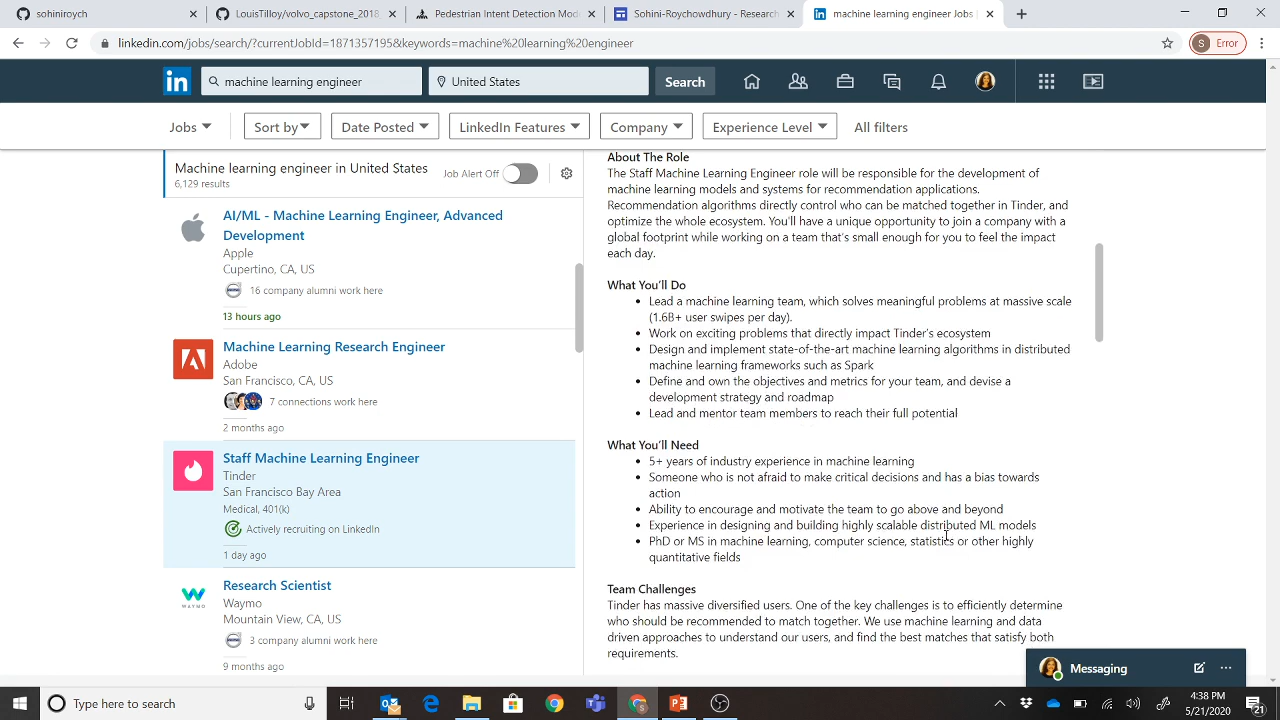 sohiniroych
LouisTilloy/volvo_capstone_2018
Pedestrian Intent Detection Mod
Sohini-Roychowdhury - Research
machine learning engineer Jobs
linkedin.com/jobs/search/?currentJobId=1871357195&keywords=machine%20learning%20engineer
S Error
in machine learning engineer
United States
Search
Jobs
Sort by
Date Posted
LinkedIn Features
Company
Experience Level
All filters
Machine learning engineer in United States
6,129 results
Job Alert Off
AI/ML - Machine Learning Engineer, Advanced
Development
Apple
Cupertino, CA, US
16 company alumni work here
13 hours ago
Machine Learning Research Engineer
Adobe
San Francisco, CA, US
7 connections work here
2 months ago
Staff Machine Learning Engineer
Tinder
San Francisco Bay Area
Medical, 401(k)
Actively recruiting on LinkedIn
1 day ago
Research Scientist
WAYMO
Waymo
Mountain View, CA, US
3 company alumni work here
9 months ago
About The Role
The Staff Machine Learning Engineer role will be responsible for the development of
machine learning models and systems for recommendation applications.
Recommendation algorithms directly control who can be matched together in Tinder, and
optimize the whole ecosystem. You'll have a unique opportunity to join a company with a
global footprint while working on a team that's small enough for you to feel the impact
each day.
What You'll Do
• Lead a machine learning team, which solves meaningful problems at massive scale
(1.6B+ user swipes per day).
• Work on exciting problems that directly impact Tinder's ecosystem
• Design and implement state-of-the-art machine learning algorithms in distributed
machine learning frameworks such as Spark
• Define and own the objectives and metrics for your team, and devise a
development strategy and roadmap
• Lead and mentor team members to reach their full potential
What You'll Need
• 5+ years of industry experience in machine learning
• Someone who is not afraid to make critical decisions and has a bias towards
action
• Ability to encourage and motivate the team to go above and beyond
• Experience in designing and building highly scalable distributed ML models
• PhD or MS in machine learning, computer science, statistics or other highly
quantitative fields
Team Challenges
Tinder has massive diversified users. One of the key challenges is to efficiently determine
who should be recommended to match together. We use machine learning and data
driven approaches to understand our users, and find the best matches that satisfy both
requirements.
Messaging
Type here to search
4:38 PM
5/21/2020
21